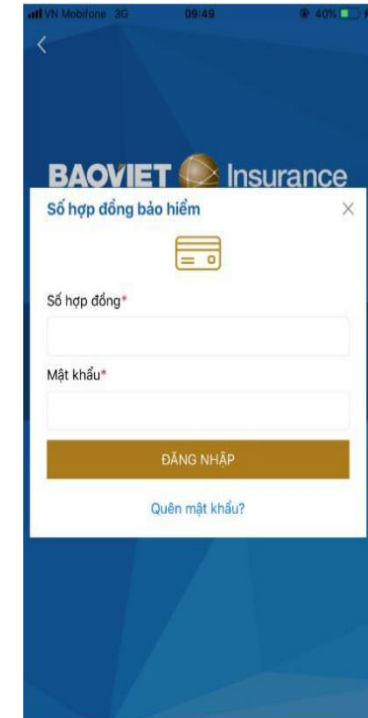 VN Mobifone 3G 09:49 40%
BAOVIET Insurance
Số hợp đồng bảo hiểm
Số hợp đồng*
Mật khẩu*
ĐĂNG NHẬP
Quên mật khẩu?